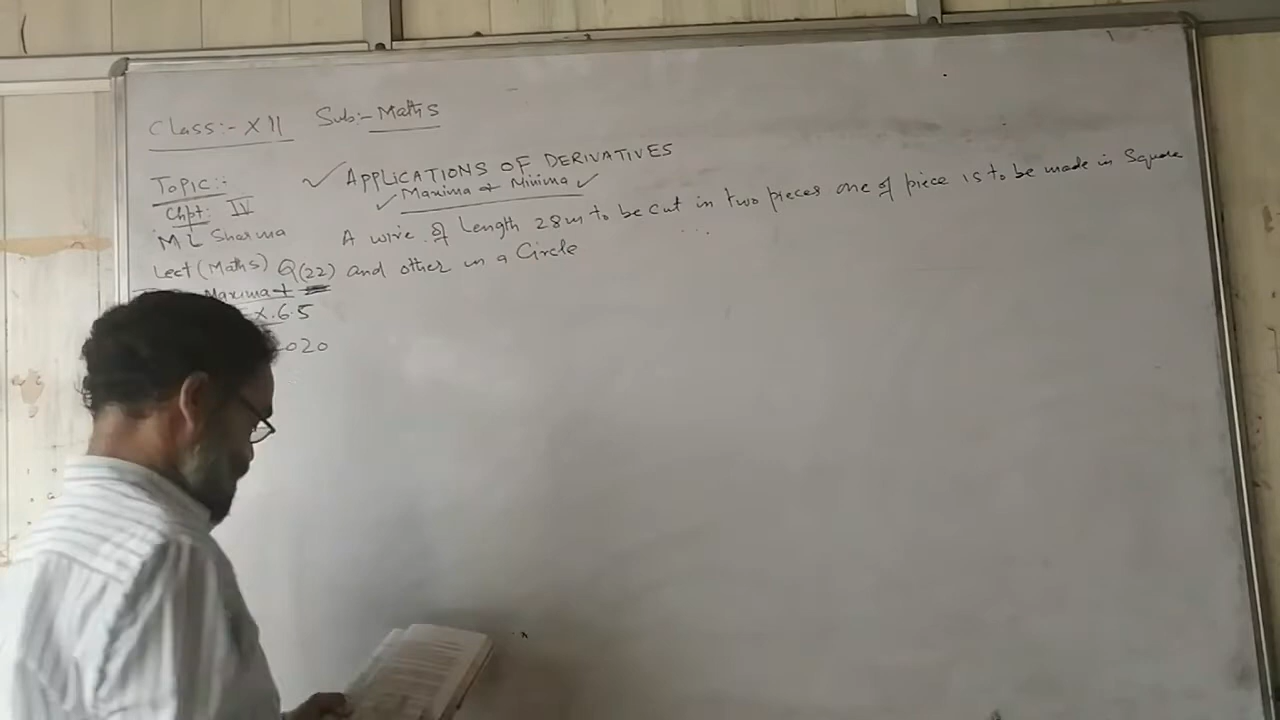 Class:- XII Sub:- Maths
Topic:: ✓ APPLICATIONS OF DERIVATIVES
✓ Maxima + Minima ✓
Chpt: IV
ML Sharma
A wire of Length 28m to be cut in two pieces one of piece is to be made in Square
Lect (Maths) Q(22) and other in a Circle
Maxima +
x.6.5
2020